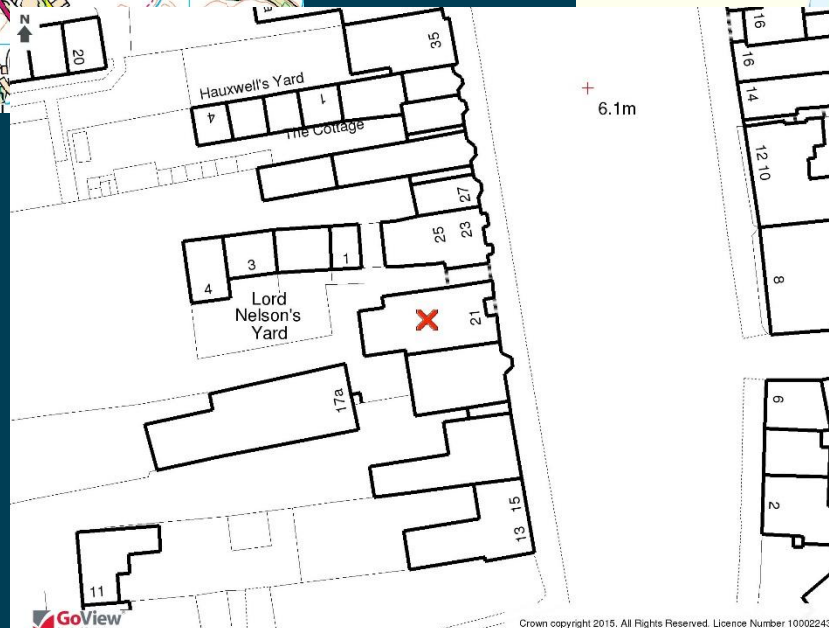 N
20
35
16
16
14
12 10
8
6
2
6.1m
Hauxwell's Yard
4
1
The Cottage
27
25
23
1
3
4
Lord
Nelson's
Yard
21
17a
15
13
11
GoView
Crown copyright 2015. All Rights Reserved. Licence Number 10002243